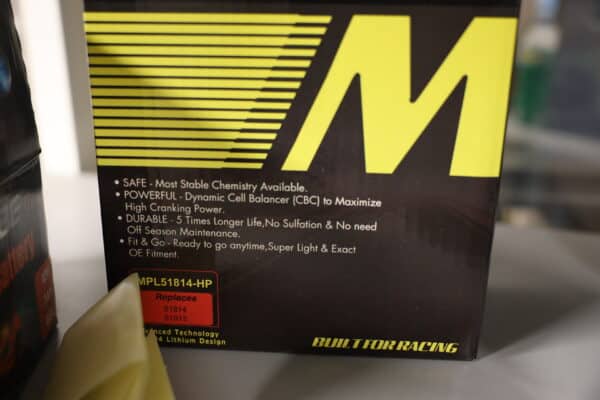 M
• SAFE - Most Stable Chemistry Available.
• POWERFUL - Dynamic Cell Balancer (CBC) to Maximize
High Cranking Power.
• DURABLE - 5 Times Longer Life,No Sulfation & No need
Off Season Maintenance.
• Fit & Go - Ready to go anytime,Super Light & Exact
OE Fitment.
MPL51814-HP
Replaces
51814
51913
Technology
Lithium Design
BUILT FOR RACING